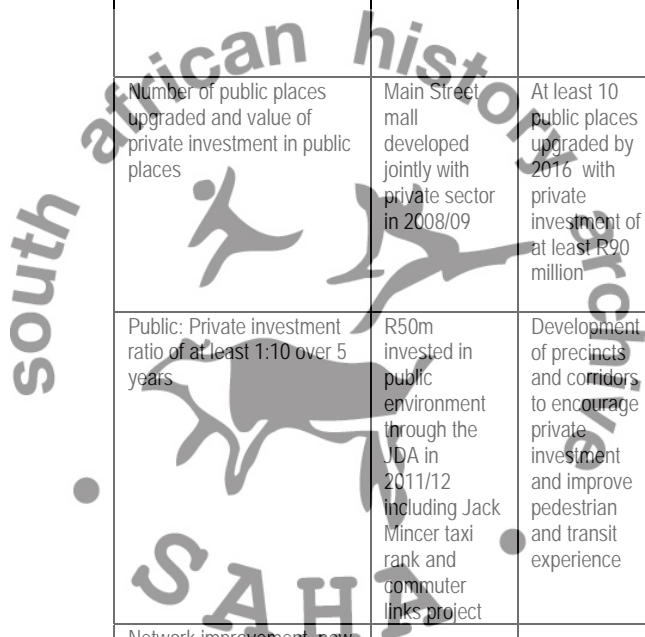 south african history archive
SAHA
Number of public places
upgraded and value of
private investment in public
places
Main Street
mall
developed
jointly with
private sector
in 2008/09
At least 10
public places
upgraded by
2016 with
private
investment of
at least R90
million
Public: Private investment
ratio of at least 1:10 over 5
years
R50m
invested in
public
environment
through the
JDA in
2011/12
including Jack
Mincer taxi
rank and
commuter
links project
Development
of precincts
and corridors
to encourage
private
investment
and improve
pedestrian
and transit
experience
Network improvement, new